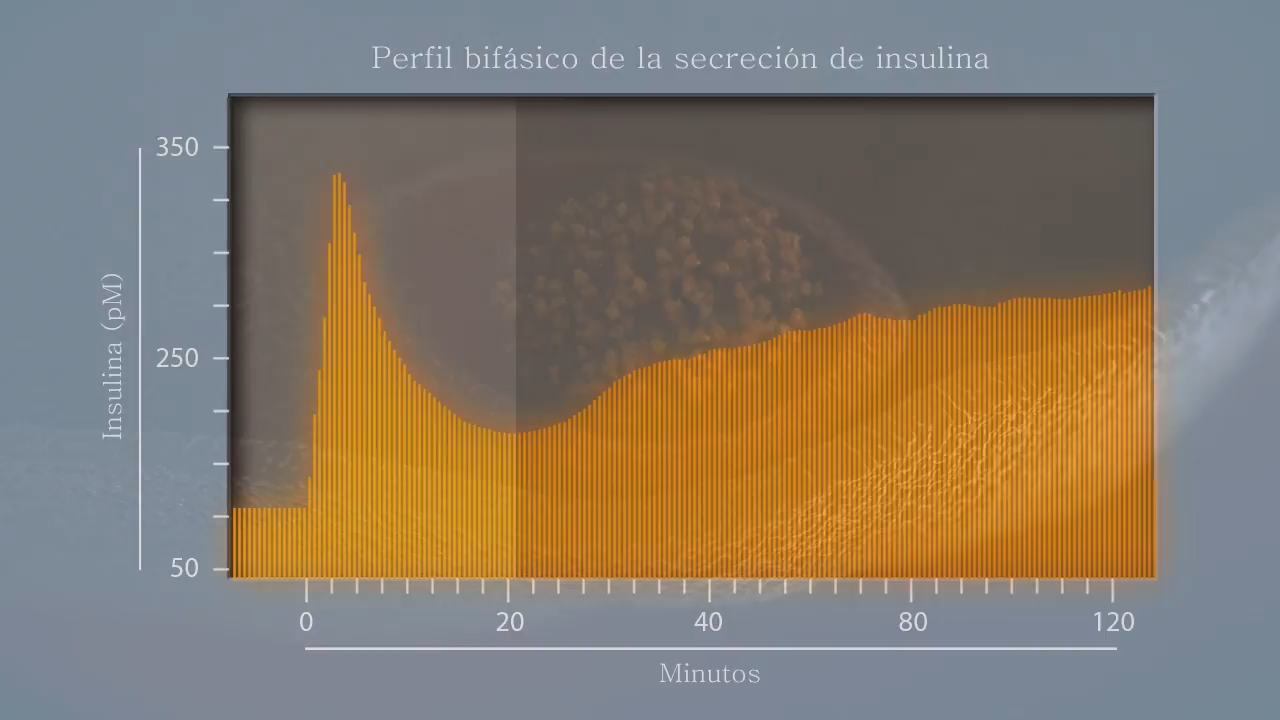 Perfil bifásico de la secreción de insulina
350
250
50
Insulina (pM)
0 20 40 80 120
Minutos